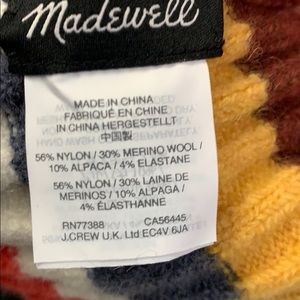 Madewell
MADE IN CHINA
FABRIQUÉ EN CHINE
IN CHINA HERGESTELLT
中国製
56% NYLON / 30% MERINO WOOL /
10% ALPACA / 4% ELASTANE
56% NYLON / 30% LAINE DE
MERINOS / 10% ALPAGA /
4% ÉLASTHANNE
RN77388 CA56445
J.CREW U.K. Ltd EC4V 6JA